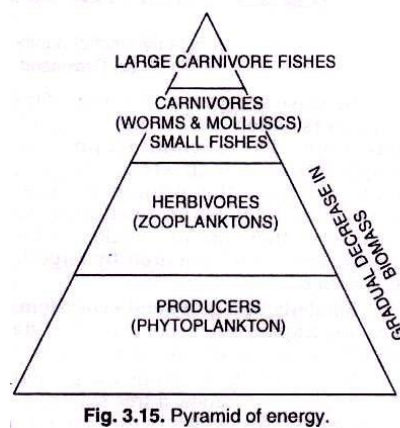 LARGE CARNIVORE FISHES
CARNIVORES
(WORMS & MOLLUSCS)
SMALL FISHES
HERBIVORES
(ZOOPLANKTONS)
PRODUCERS
(PHYTOPLANKTON)
GRADUAL DECREASE IN
BIOMASS
Fig. 3.15. Pyramid of energy.